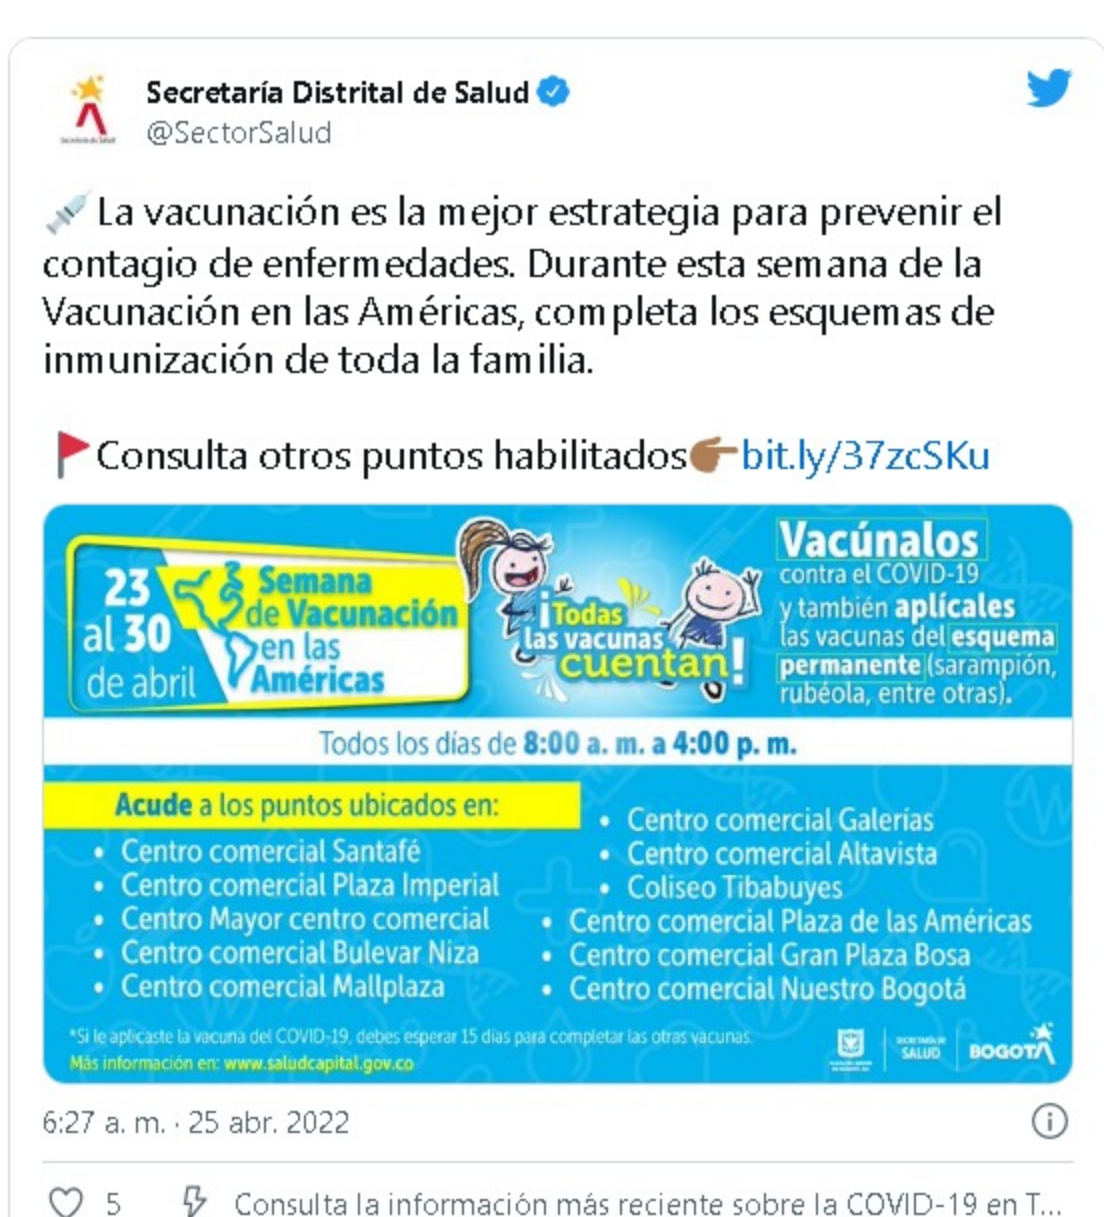 Secretaría Distrital de Salud
@SectorSalud
La vacunación es la mejor estrategia para prevenir el
contagio de enfermedades. Durante esta semana de la
Vacunación en las Américas, completa los esquemas de
inmunización de toda la familia.
Consulta otros puntos habilitados bit.ly/37zcSKu
23
al 30
de abril
Semana
de Vacunación
en las
Américas
¡Todas
las vacunas
cuentan!
Vacúnalos
contra el COVID-19
y también aplícales
las vacunas del esquema
permanente (sarampión,
rubéola, entre otras).
Todos los días de 8:00 a. m. a 4:00 p. m.
Acude a los puntos ubicados en:
• Centro comercial Santafé
• Centro comercial Plaza Imperial
• Centro Mayor centro comercial
• Centro comercial Bulevar Niza
• Centro comercial Mallplaza
• Centro comercial Galerías
• Centro comercial Altavista
• Coliseo Tibabuyes
• Centro comercial Plaza de las Américas
• Centro comercial Gran Plaza Bosa
• Centro comercial Nuestro Bogotá
*Si le aplicaste la vacuna del COVID-19, debes esperar 15 días para completar las otras vacunas.
Más información en: www.saludcapital.gov.co
SECRETARÍA DE
SALUD
BOGOTÁ
6:27 a. m. · 25 abr. 2022
5
Consulta la información más reciente sobre la COVID-19 en T...